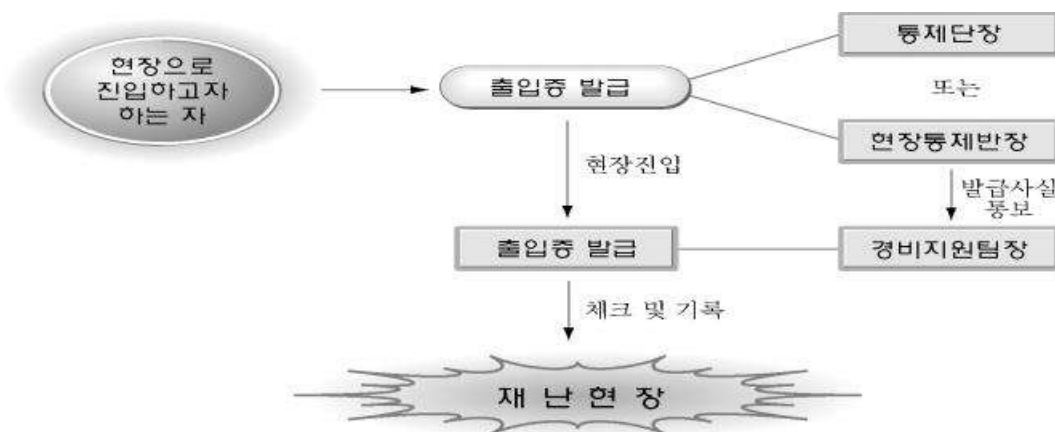 현장으로
진입하고자
하는 자
출입증 발급
통제단장
또는
현장통제반장
현장진입
발급사실
통보
출입증 발급
경비지원팀장
체크 및 기록
재난현장